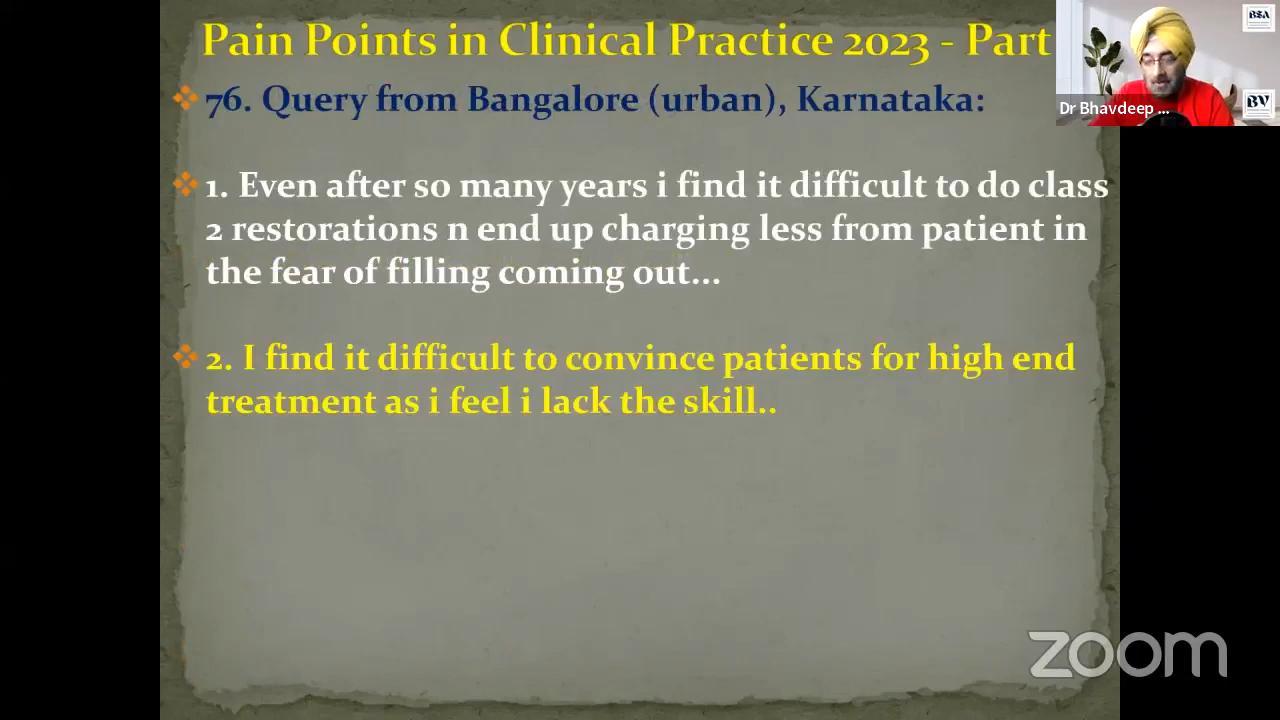 Pain Points in Clinical Practice 2023 - Part
76. Query from Bangalore (urban), Karnataka:
1. Even after so many years i find it difficult to do class
2 restorations n end up charging less from patient in
the fear of filling coming out...
2. I find it difficult to convince patients for high end
treatment as i feel i lack the skill..
Dr Bhavdeep ...
BSA
BV
zoom